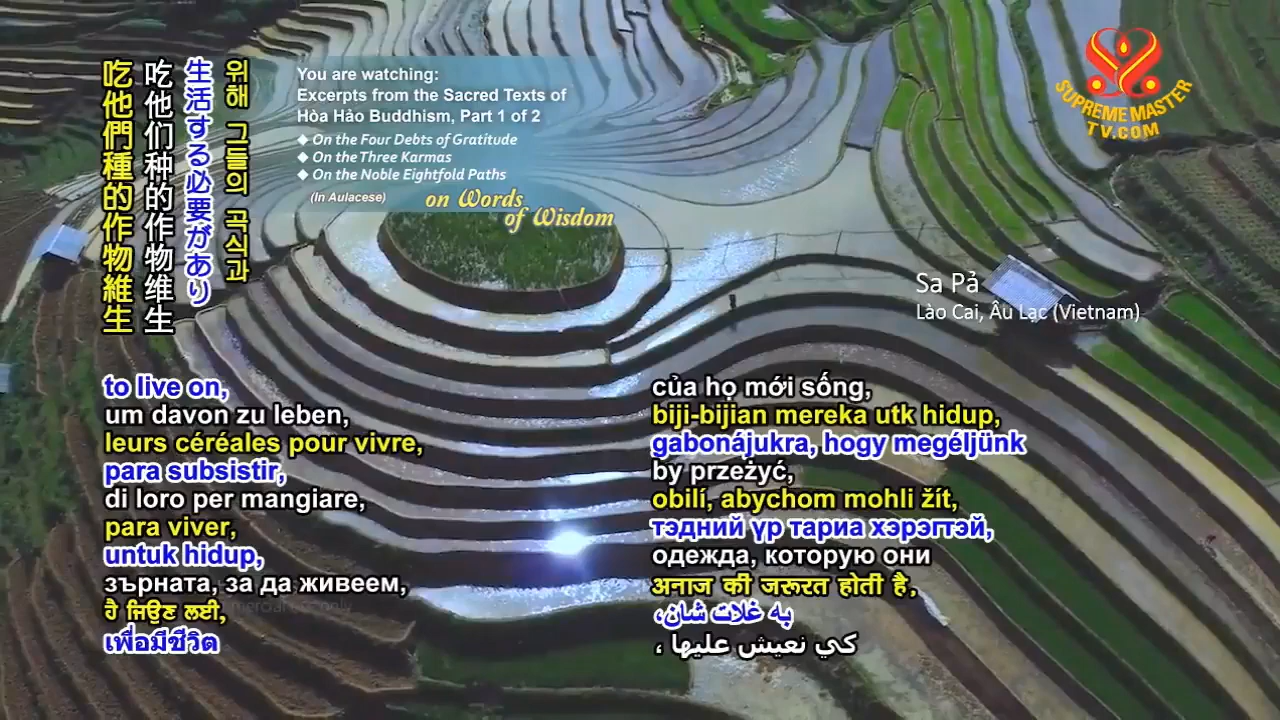 吃他們種的作物維生
吃他们种的作物维生
生活する必要があり
위해 그들의 곡식과
You are watching:
Excerpts from the Sacred Texts of
Hòa Hảo Buddhism, Part 1 of 2
◆ On the Four Debts of Gratitude
◆ On the Three Karmas
◆ On the Noble Eightfold Paths
(In Aulacese)
on Words
of Wisdom
SUPREME MASTER
TV.COM
Sa Pả
Lào Cai, Âu Lạc (Vietnam)
to live on,
um davon zu leben,
leurs céréales pour vivre,
para subsistir,
di loro per mangiare,
para viver,
untuk hidup,
зърната, за да живеем,
ਹੈ ਜਿਉਣ ਲਈ,
เพื่อมีชีวิต
của họ mới sống,
biji-bijian mereka utk hidup,
gabonájukra, hogy megéljünk
by przeżyć,
obilí, abychom mohli žít,
тэдний үр тариа хэрэгтэй,
одежда, которую они
अनाज की जरूरत होती है,
به غلات شان،
كي نعيش عليها ،